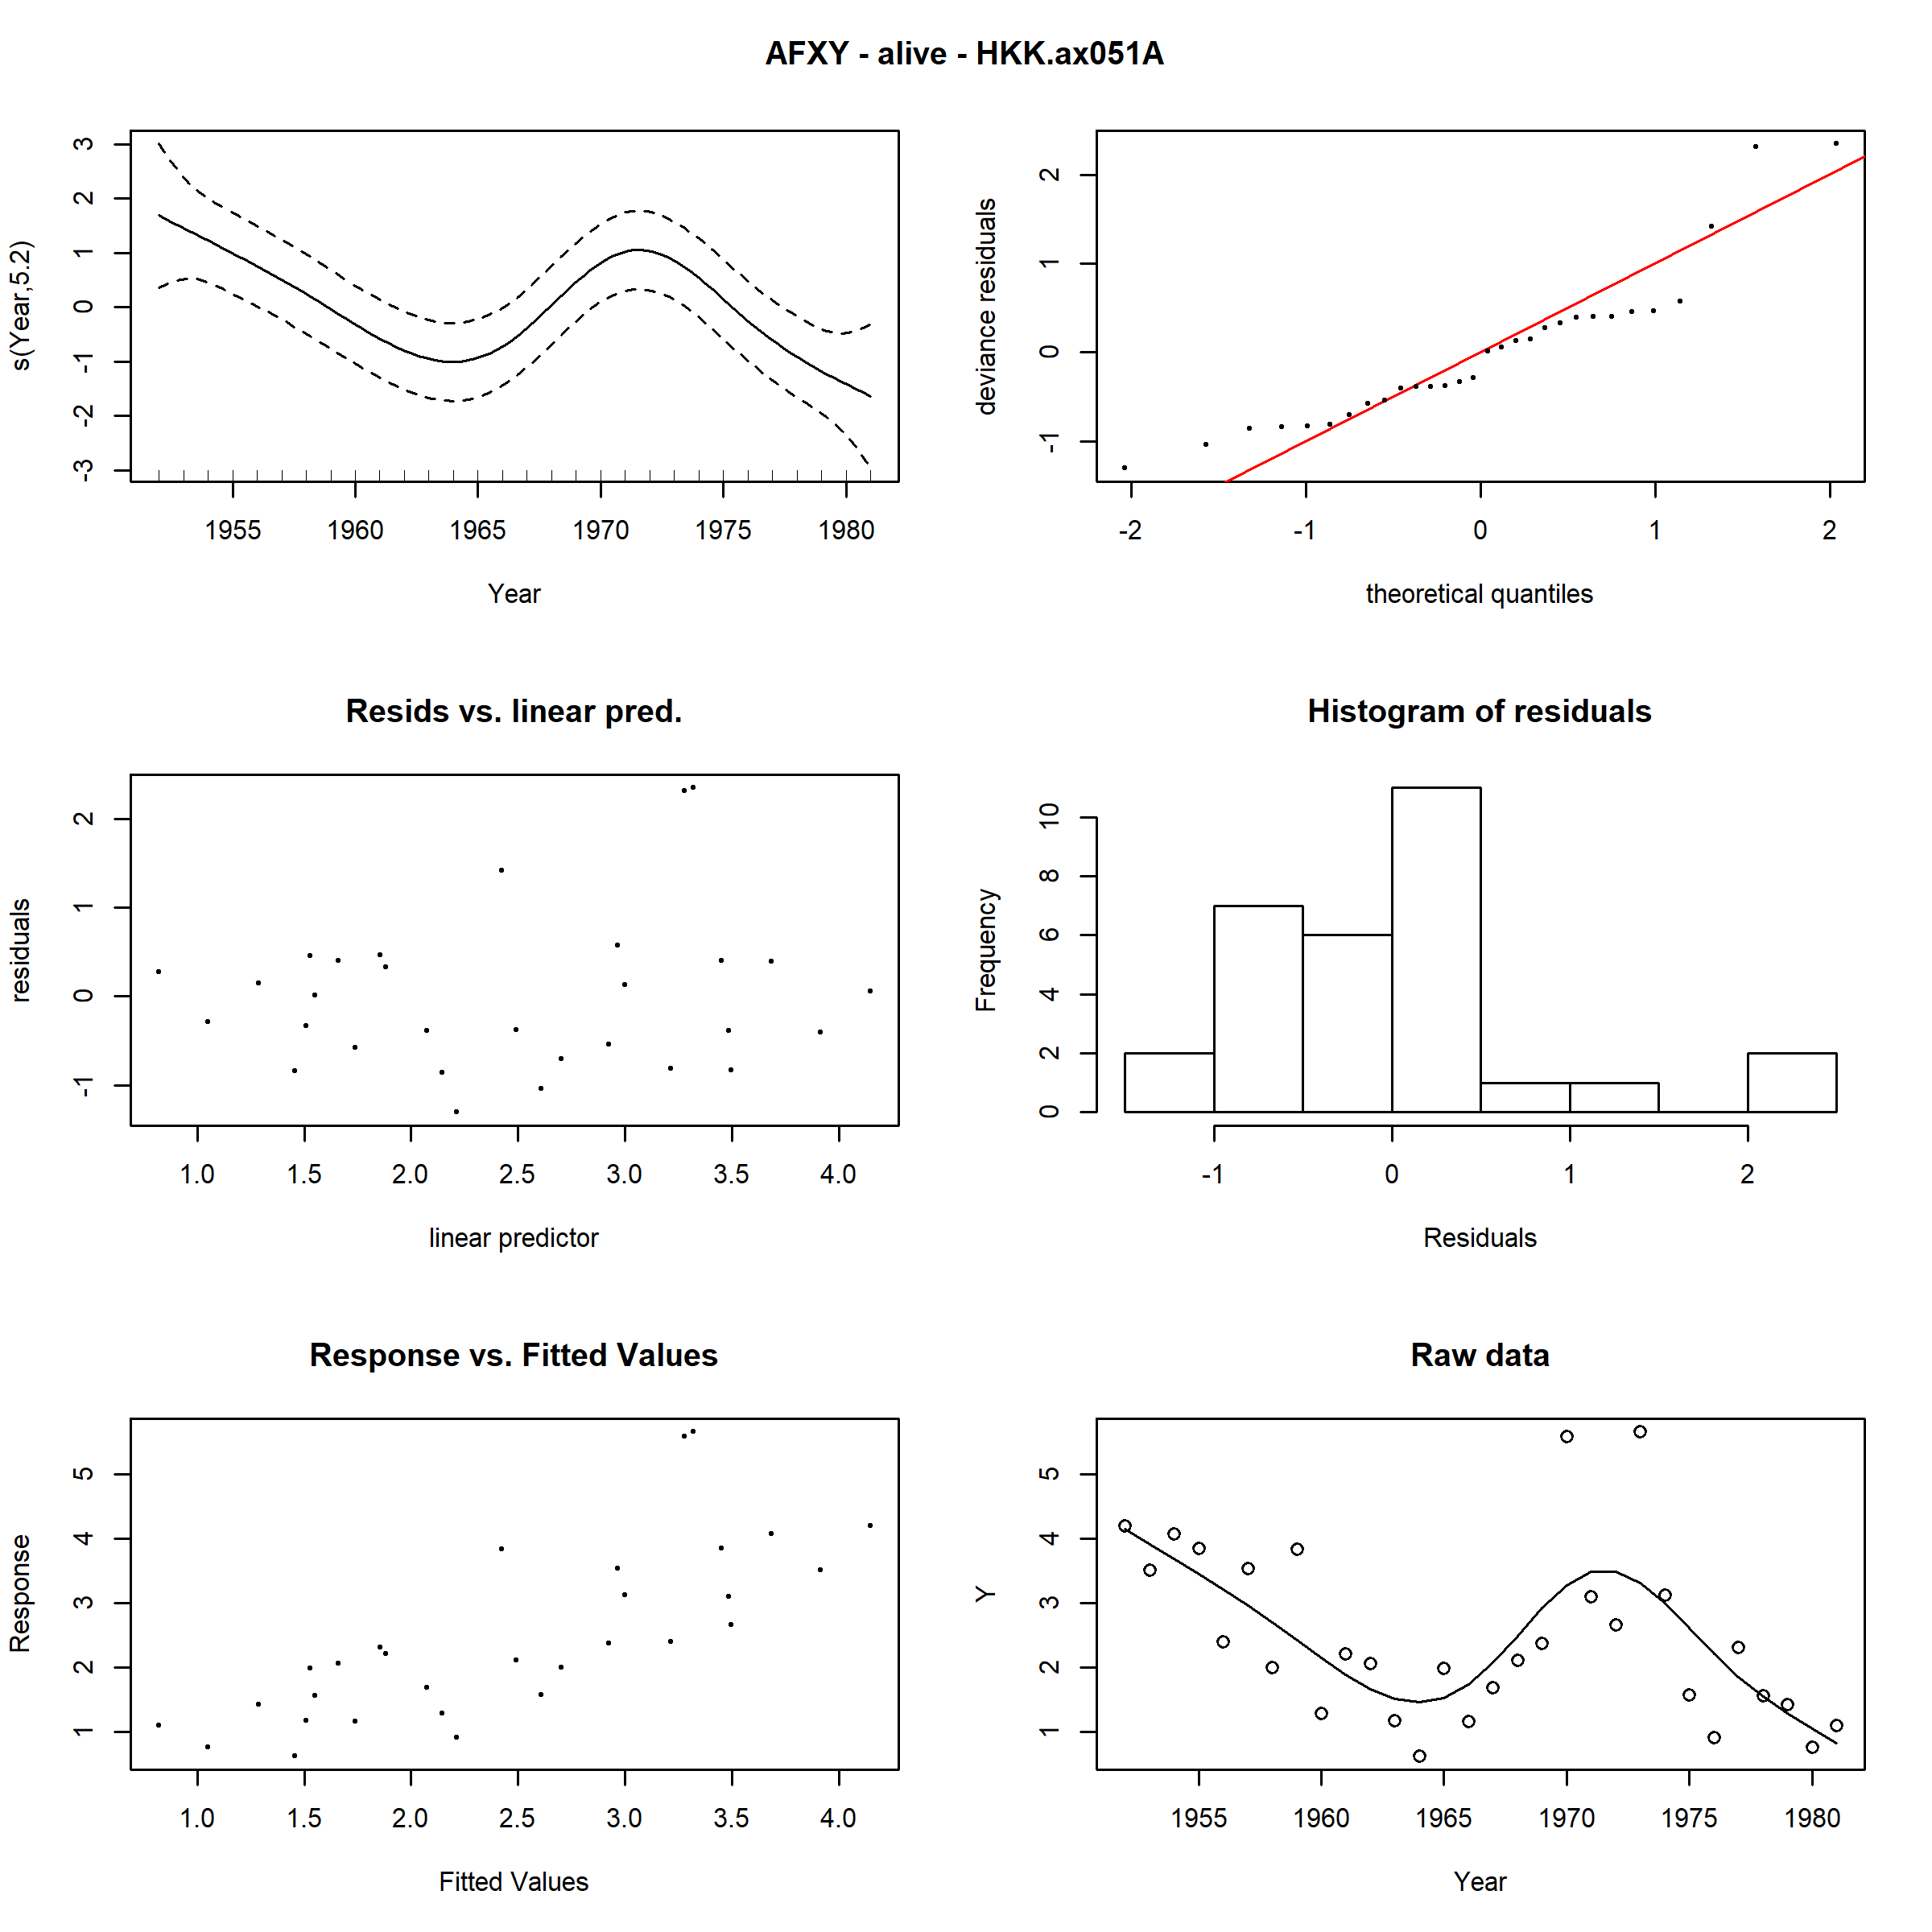 AFXY - alive - HKK.ax051A
s(Year,5.2)
3
2
1
0
-1
-2
-3
1955 1960 1965 1970 1975 1980
Year
deviance residuals
2
1
0
-1
-2 -1 0 1 2
theoretical quantiles
Resids vs. linear pred.
residuals
2
1
0
-1
1.0 1.5 2.0 2.5 3.0 3.5 4.0
linear predictor
Histogram of residuals
Frequency
10
8
6
4
2
0
-1 0 1 2
Residuals
Response vs. Fitted Values
Response
5
4
3
2
1
1.0 1.5 2.0 2.5 3.0 3.5 4.0
Fitted Values
Raw data
Y
5
4
3
2
1
1955 1960 1965 1970 1975 1980
Year